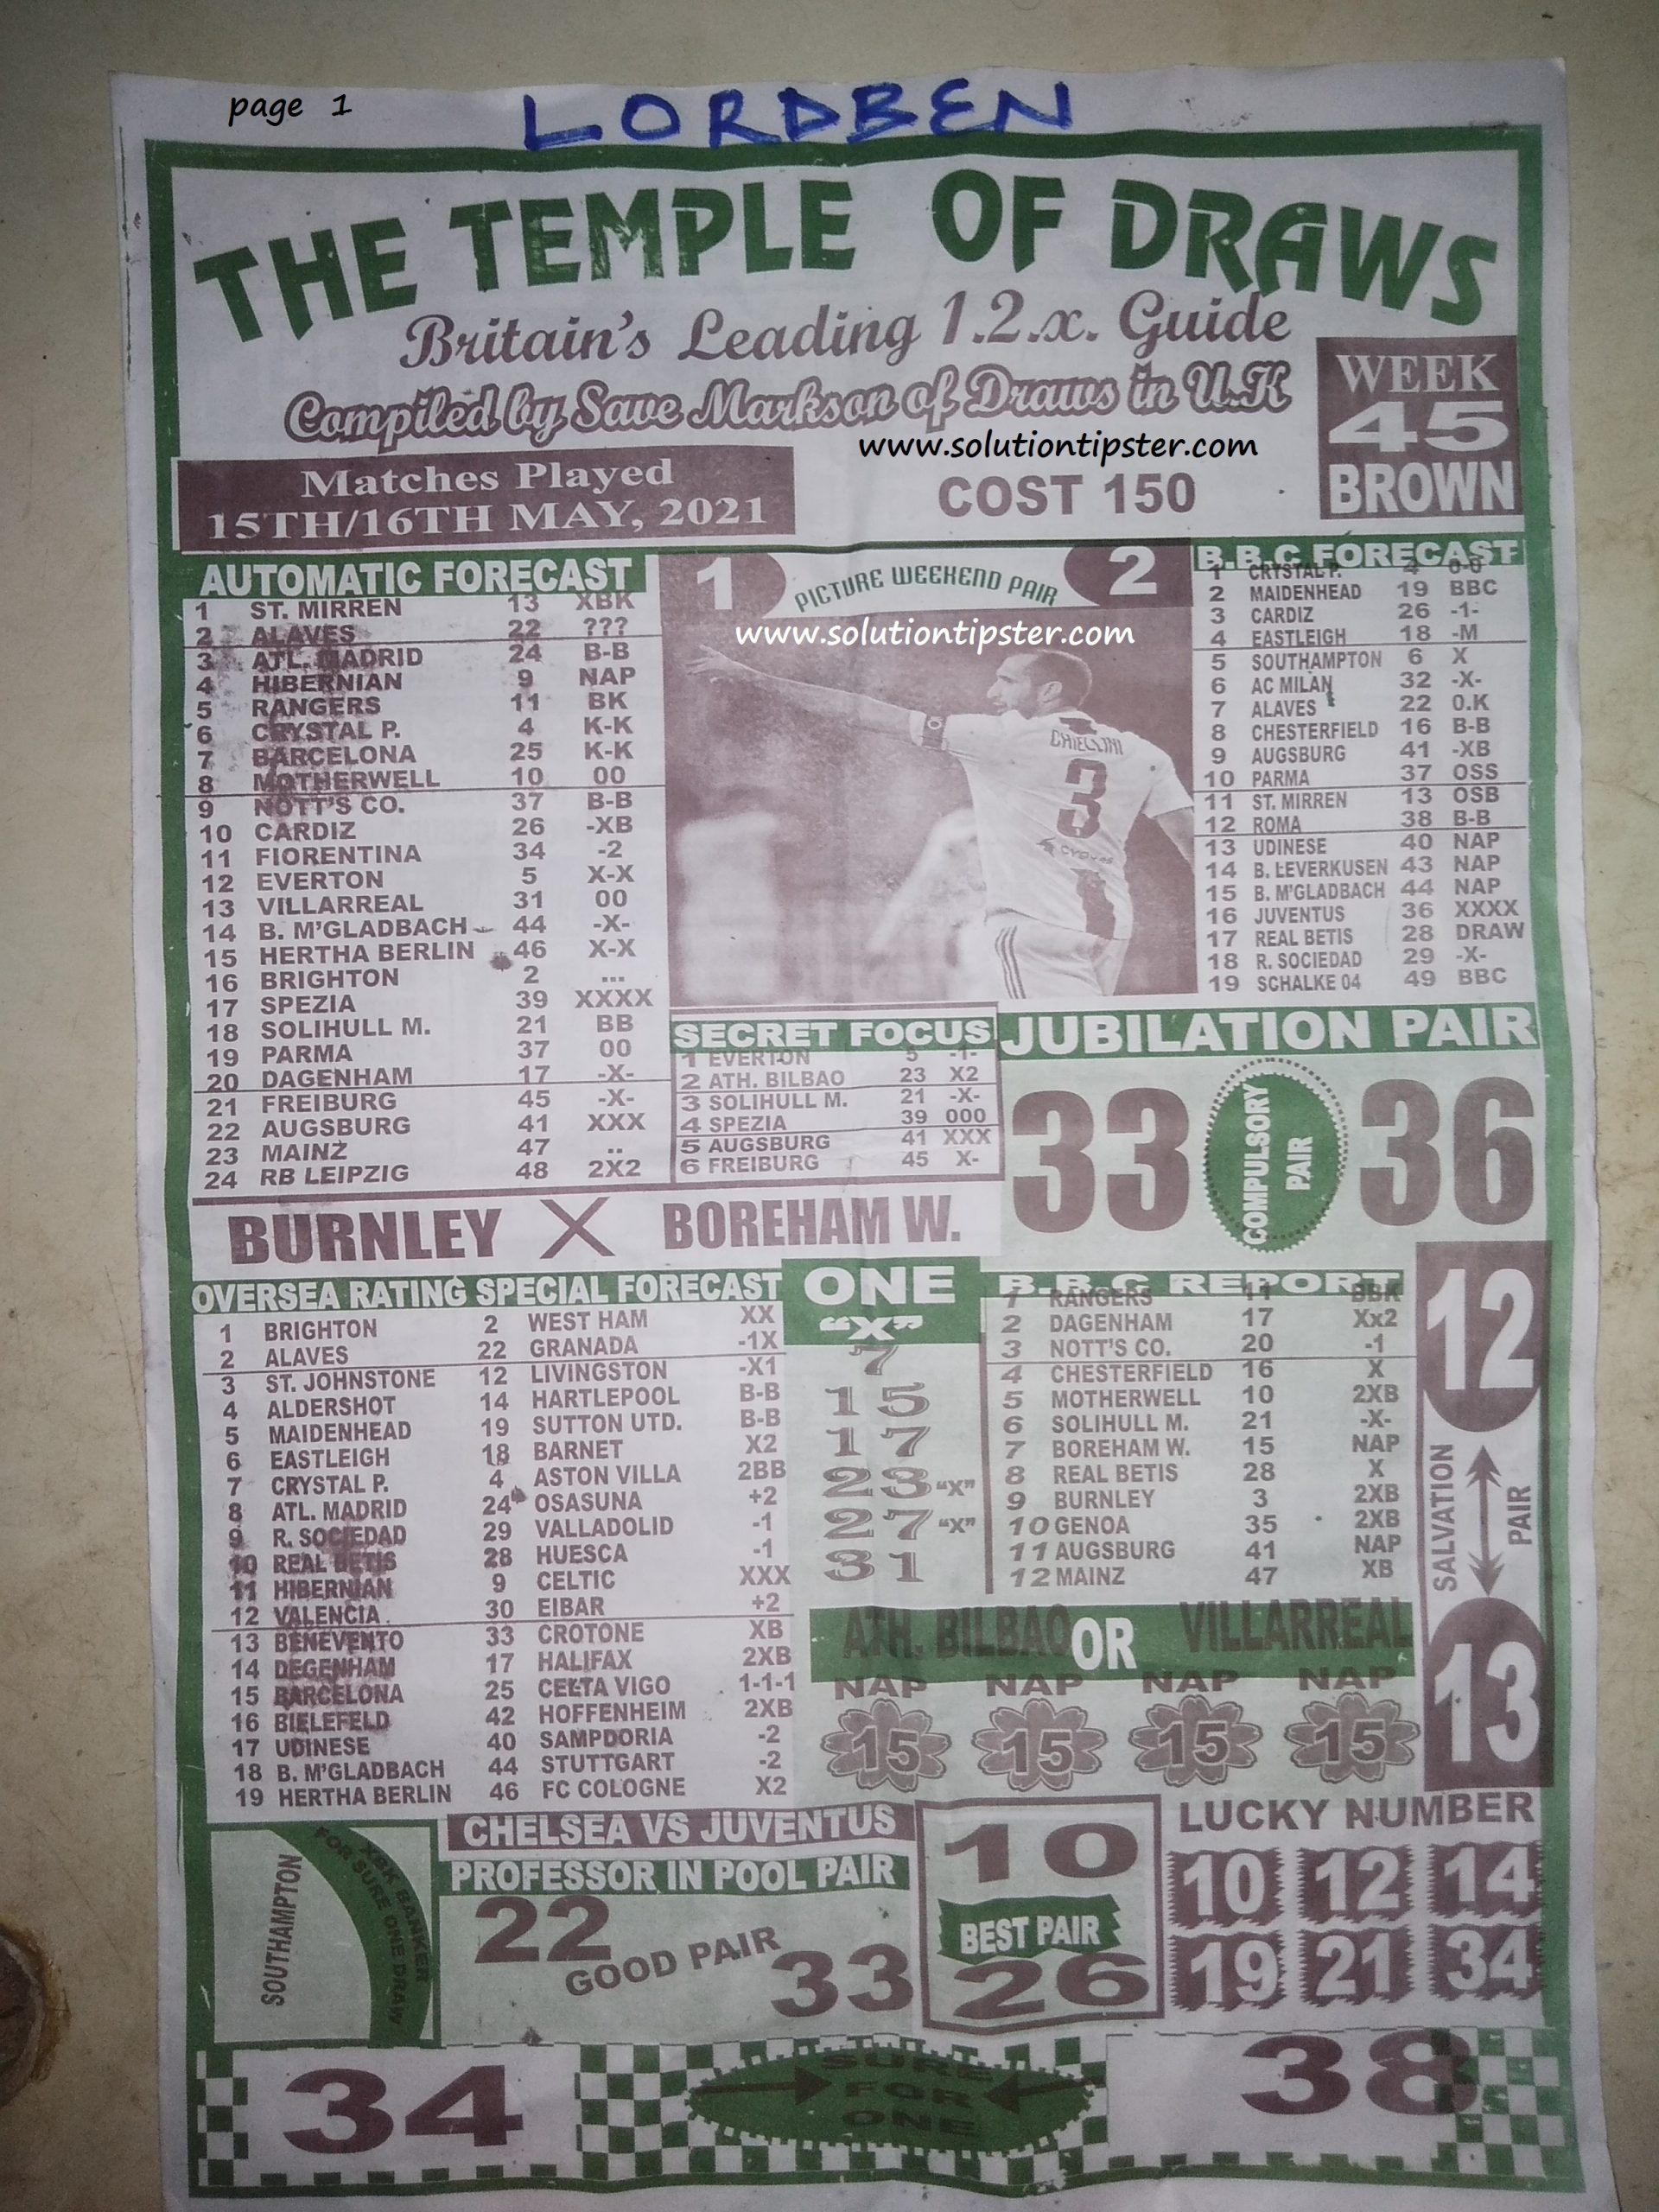 page 1
LORDBEN
THE TEMPLE OF DRAWS
Britain's Leading 1.2.x. Guide
Compiled by Save Markson of Draws in U.K
www.solutiontipster.com
WEEK
45
BROWN
Matches Played
15TH/16TH MAY, 2021
COST 150
AUTOMATIC FORECAST
1 ST. MIRREN 13 XBK
2 ALAVES 22 ???
3 ATL. MADRID 24 B-B
4 HIBERNIAN 9 NAP
5 RANGERS 11 BK
6 CRYSTAL P. 4 K-K
7 BARCELONA 25 K-K
8 MOTHERWELL 10 00
9 NOTT'S CO. 37 B-B
10 CARDIZ 26 -XB
11 FIORENTINA 34 -2
12 EVERTON 5 X-X
13 VILLARREAL 31 00
14 B. M'GLADBACH 44 -X-
15 HERTHA BERLIN 46 X-X
16 BRIGHTON 2 ...
17 SPEZIA 39 XXXX
18 SOLIHULL M. 21 BB
19 PARMA 37 00
20 DAGENHAM 17 -X-
21 FREIBURG 45 -X-
22 AUGSBURG 41 XXX
23 MAINZ 47 ..
24 RB LEIPZIG 48 2X2
1 PICTURE WEEKEND PAIR 2
www.solutiontipster.com
CHIELLINI
3
B.B.C FORECAST
1 CRYSTAL P. 4 0-0
2 MAIDENHEAD 19 BBC
3 CARDIZ 26 -1-
4 EASTLEIGH 18 -M
5 SOUTHAMPTON 6 X
6 AC MILAN 32 -X-
7 ALAVES 22 0.K
8 CHESTERFIELD 16 B-B
9 AUGSBURG 41 -XB
10 PARMA 37 OSS
11 ST. MIRREN 13 OSB
12 ROMA 38 B-B
13 UDINESE 40 NAP
14 B. LEVERKUSEN 43 NAP
15 B. M'GLADBACH 44 NAP
16 JUVENTUS 36 XXXX
17 REAL BETIS 28 DRAW
18 R. SOCIEDAD 29 -X-
19 SCHALKE 04 49 BBC
SECRET FOCUS
1 EVERTON 5 -1-
2 ATH. BILBAO 23 X2
3 SOLIHULL M. 21 -X-
4 SPEZIA 39 000
5 AUGSBURG 41 XXX
6 FREIBURG 45 X-
JUBILATION PAIR
33 COMPULSORY PAIR 36
BURNLEY X BOREHAM W.
OVERSEA RATING SPECIAL FORECAST
1 BRIGHTON 2 WEST HAM XX
2 ALAVES 22 GRANADA -1X
3 ST. JOHNSTONE 12 LIVINGSTON -X1
4 ALDERSHOT 14 HARTLEPOOL B-B
5 MAIDENHEAD 19 SUTTON UTD. B-B
6 EASTLEIGH 18 BARNET X2
7 CRYSTAL P. 4 ASTON VILLA 2BB
8 ATL. MADRID 24 OSASUNA +2
9 R. SOCIEDAD 29 VALLADOLID -1
10 REAL BETIS 28 HUESCA -1
11 HIBERNIAN 9 CELTIC XXX
12 VALENCIA 30 EIBAR +2
13 BENEVENTO 33 CROTONE XB
14 DEGENHAM 17 HALIFAX 2XB
15 BARCELONA 25 CELTA VIGO 1-1-1
16 BIELEFELD 42 HOFFENHEIM 2XB
17 UDINESE 40 SAMPDORIA -2
18 B. M'GLADBACH 44 STUTTGART -2
19 HERTHA BERLIN 46 FC COLOGNE X2
ONE
"X"
7
15
17
23 "X"
27 "X"
31
B-B-C REPORT
1 RANGERS 11 BBK
2 DAGENHAM 17 Xx2
3 NOTT'S CO. 20 -1
4 CHESTERFIELD 16 X
5 MOTHERWELL 10 2XB
6 SOLIHULL M. 21 -X-
7 BOREHAM W. 15 NAP
8 REAL BETIS 28 X
9 BURNLEY 3 2XB
10 GENOA 35 2XB
11 AUGSBURG 41 NAP
12 MAINZ 47 XB
12
SALVATION PAIR
13
ATH. BILBAO OR VILLARREAL
NAP NAP NAP NAP
15 15 15 15
SOUTHAMPTON
XBK BANKER
FOR SURE ONE DRAW
CHELSEA VS JUVENTUS
PROFESSOR IN POOL PAIR
22 GOOD PAIR 33
10
BEST PAIR
26
LUCKY NUMBER
10 12 14
19 21 34
34 SURE FOR ONE 38